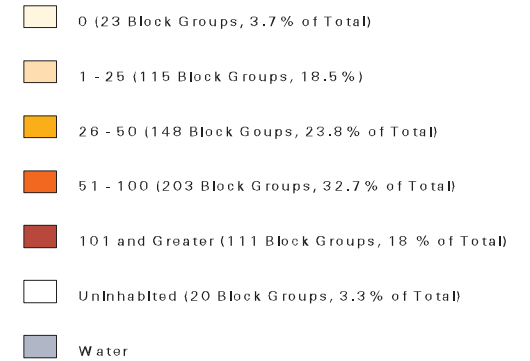 0 (23 Block Groups, 3.7% of Total)
1 - 25 (115 Block Groups, 18.5%)
26 - 50 (148 Block Goups, 23.8% of Total)
51 - 100 (203 Block Groups, 32.7% of Total)
101 and Greater (111 Block Groups, 18 % of Total)
Uninhabited (20 Block Groups, 3.3% of Total)
Water